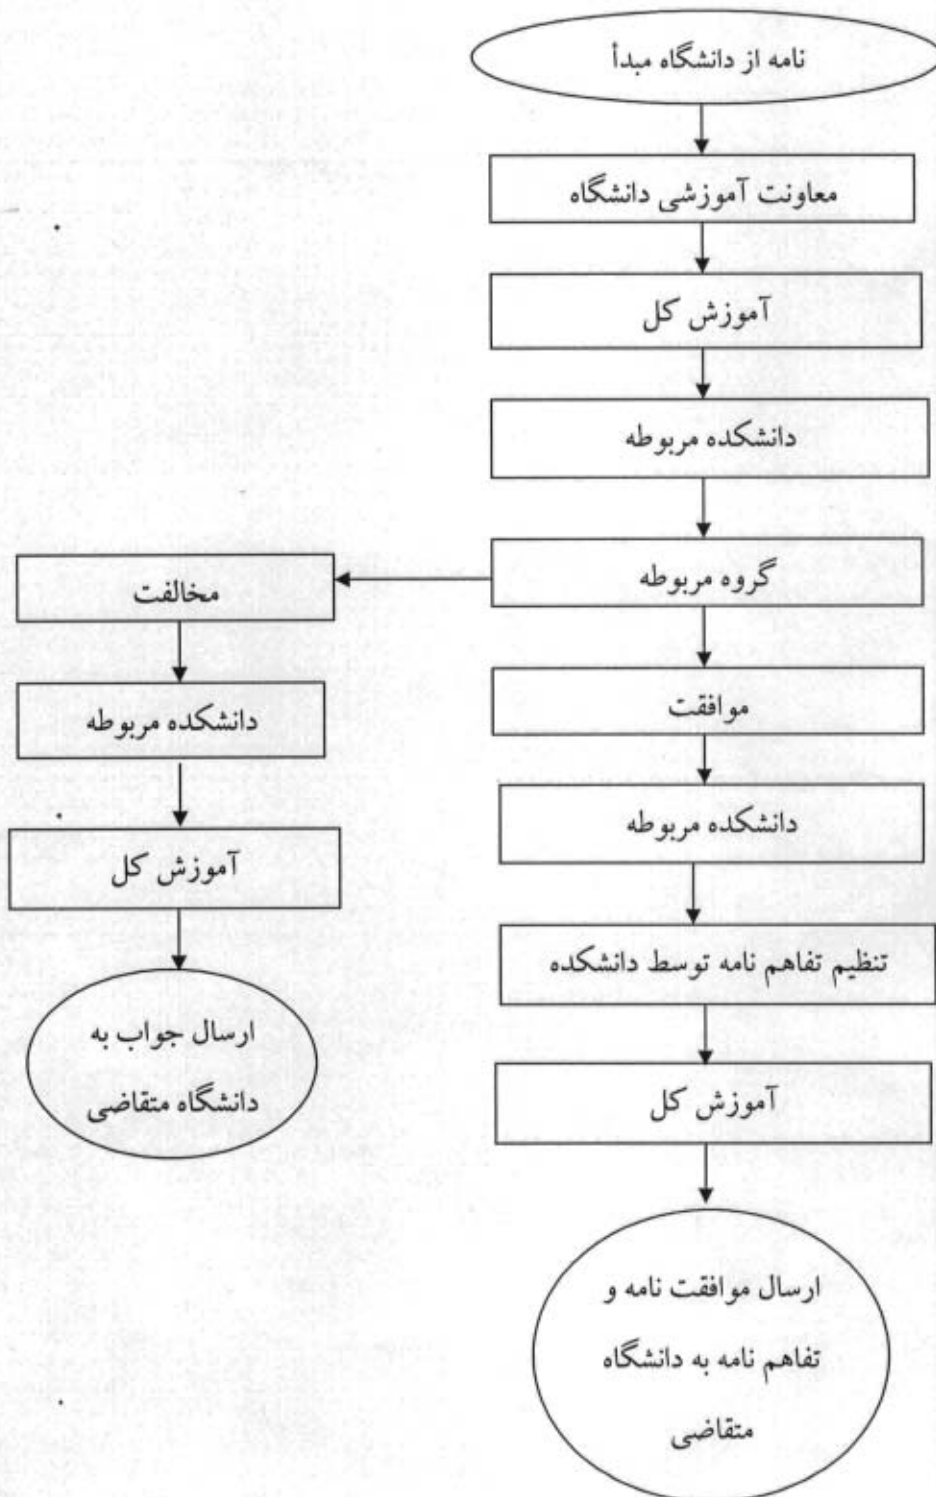 نامه از دانشگاه مبدأ
معاونت آموزشی دانشگاه
آموزش کل
دانشکده مربوطه
گروه مربوطه
موافقت
دانشکده مربوطه
تنظیم تفاهم نامه توسط دانشکده
آموزش کل
ارسال موافقت نامه و
تفاهم نامه به دانشگاه
متقاضی
مخالفت
دانشکده مربوطه
آموزش کل
ارسال جواب به
دانشگاه متقاضی